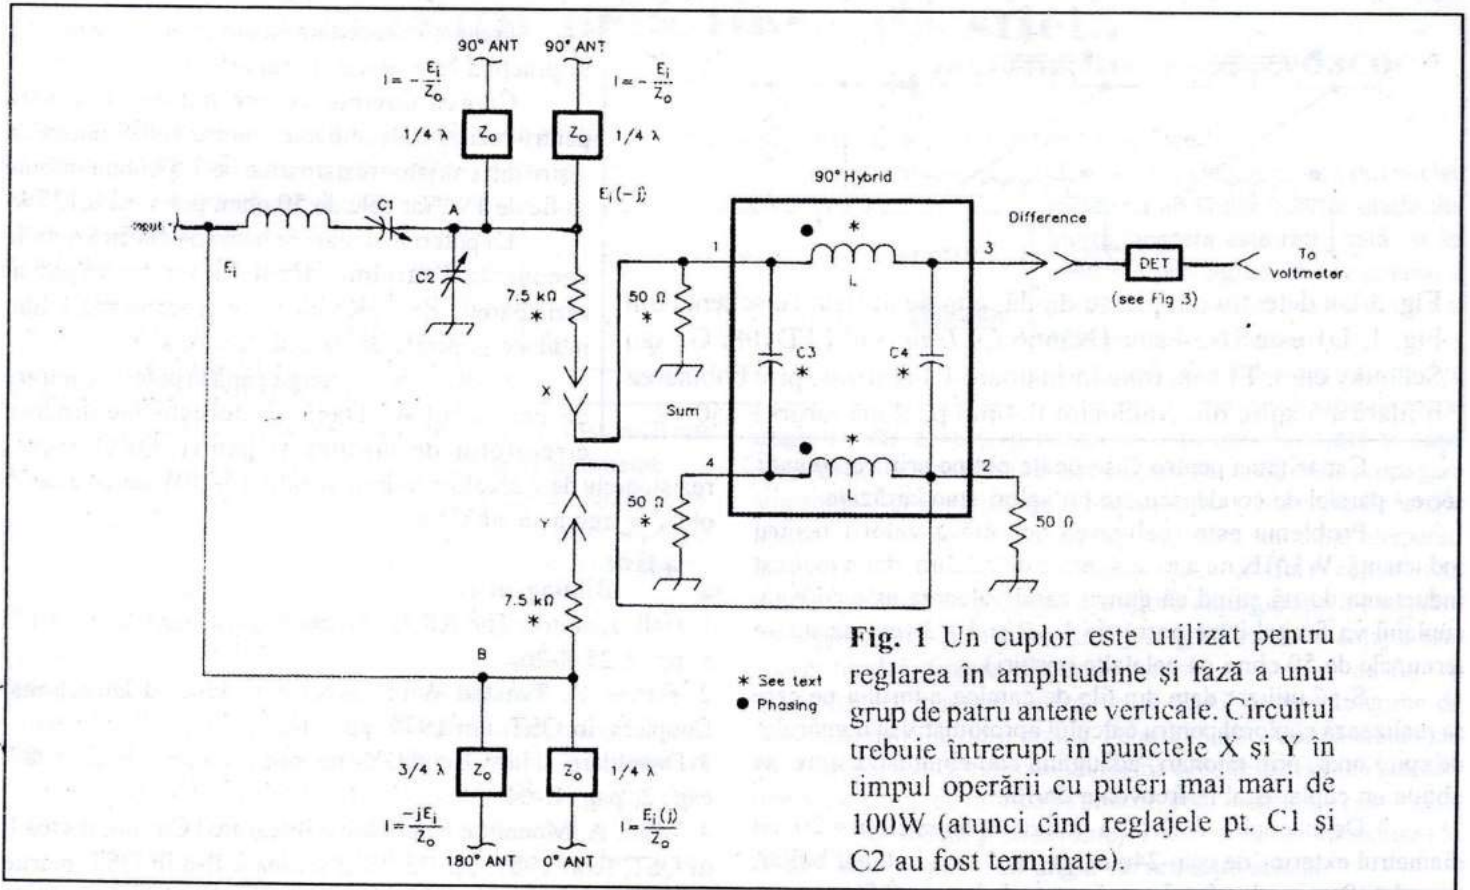 90° ANT
90° ANT
I = - Ei/Zo
I = - Ei/Zo
Zo
Zo
1/4 λ
1/4 λ
Ei(-j)
90° Hybrid
Input
C1
A
Ei
C2
7.5 kΩ
*
50 Ω
*
1
*
L
3
Difference
DET
(see Fig 3)
To
Voltmeter
C3
*
C4
*
X
Sum
4
*
L
2
50 Ω
*
50 Ω
Y
7.5 kΩ
*
B
* See text
● Phasing
3/4 λ
Zo
Zo
1/4 λ
I = -jEi/Zo
I = Ei(j)/Zo
180° ANT
0° ANT
Fig. 1 Un cuplor este utilizat pentru
reglarea în amplitudine și fază a unui
grup de patru antene verticale. Circuitul
trebuie întrerupt în punctele X si Y în
timpul operării cu puteri mai mari de
100W (atunci cînd reglajele pt. C1 si
C2 au fost terminate).